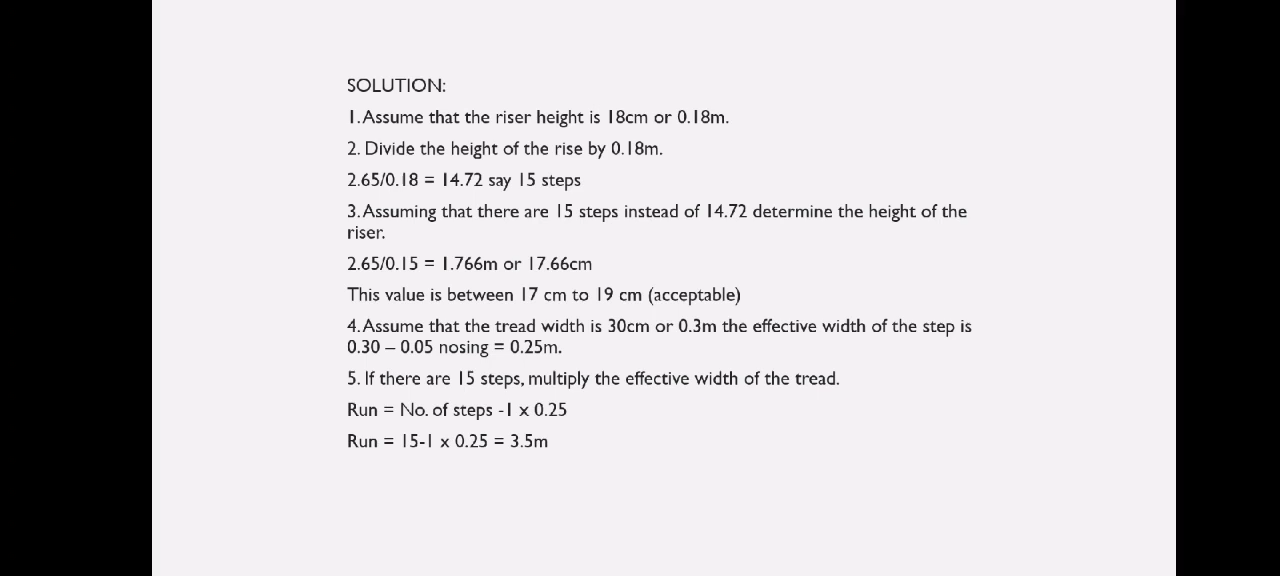 SOLUTION:
1. Assume that the riser height is 18cm or 0.18m.
2. Divide the height of the rise by 0.18m.
2.65/0.18 = 14.72 say 15 steps
3. Assuming that there are 15 steps instead of 14.72 determine the height of the
riser.
2.65/0.15 = 1.766m or 17.66cm
This value is between 17 cm to 19 cm (acceptable)
4. Assume that the tread width is 30cm or 0.3m the effective width of the step is
0.30 – 0.05 nosing = 0.25m.
5. If there are 15 steps, multiply the effective width of the tread.
Run = No. of steps -1 x 0.25
Run = 15-1 x 0.25 = 3.5m